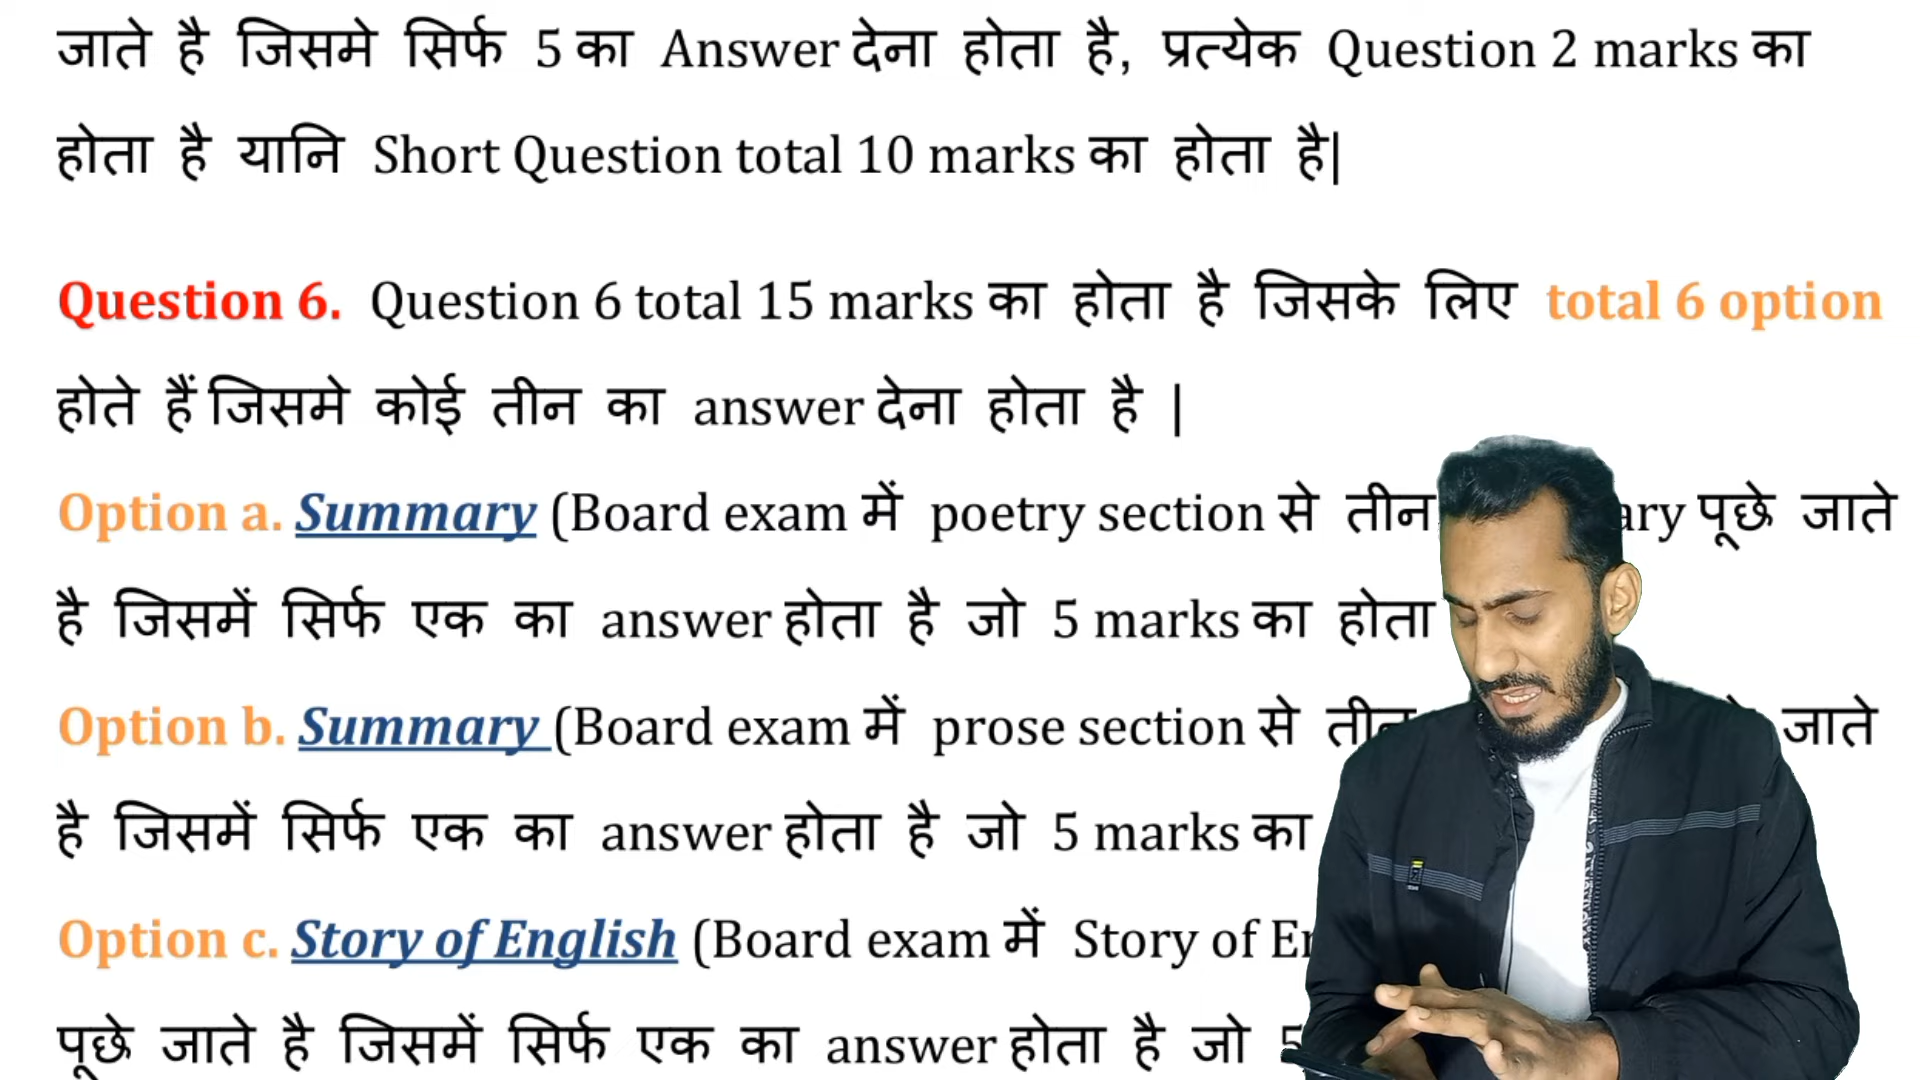 जाते है जिसमे सिर्फ 5 का Answer देना होता है, प्रत्येक Question 2 marks का
होता है यानि Short Question total 10 marks का होता है|
Question 6. Question 6 total 15 marks का होता है जिसके लिए total 6 option
होते हैं जिसमे कोई तीन का answer देना होता है |
Option a. Summary (Board exam में poetry section से तीन पूछे जाते
है जिसमें सिर्फ एक का answer होता है जो 5 marks का होता
Option b. Summary (Board exam में prose section से तीन जाते
है जिसमें सिर्फ एक का answer होता है जो 5 marks का
Option c. Story of English (Board exam में Story of
पूछे जाते है जिसमें सिर्फ एक का answer होता है जो 5